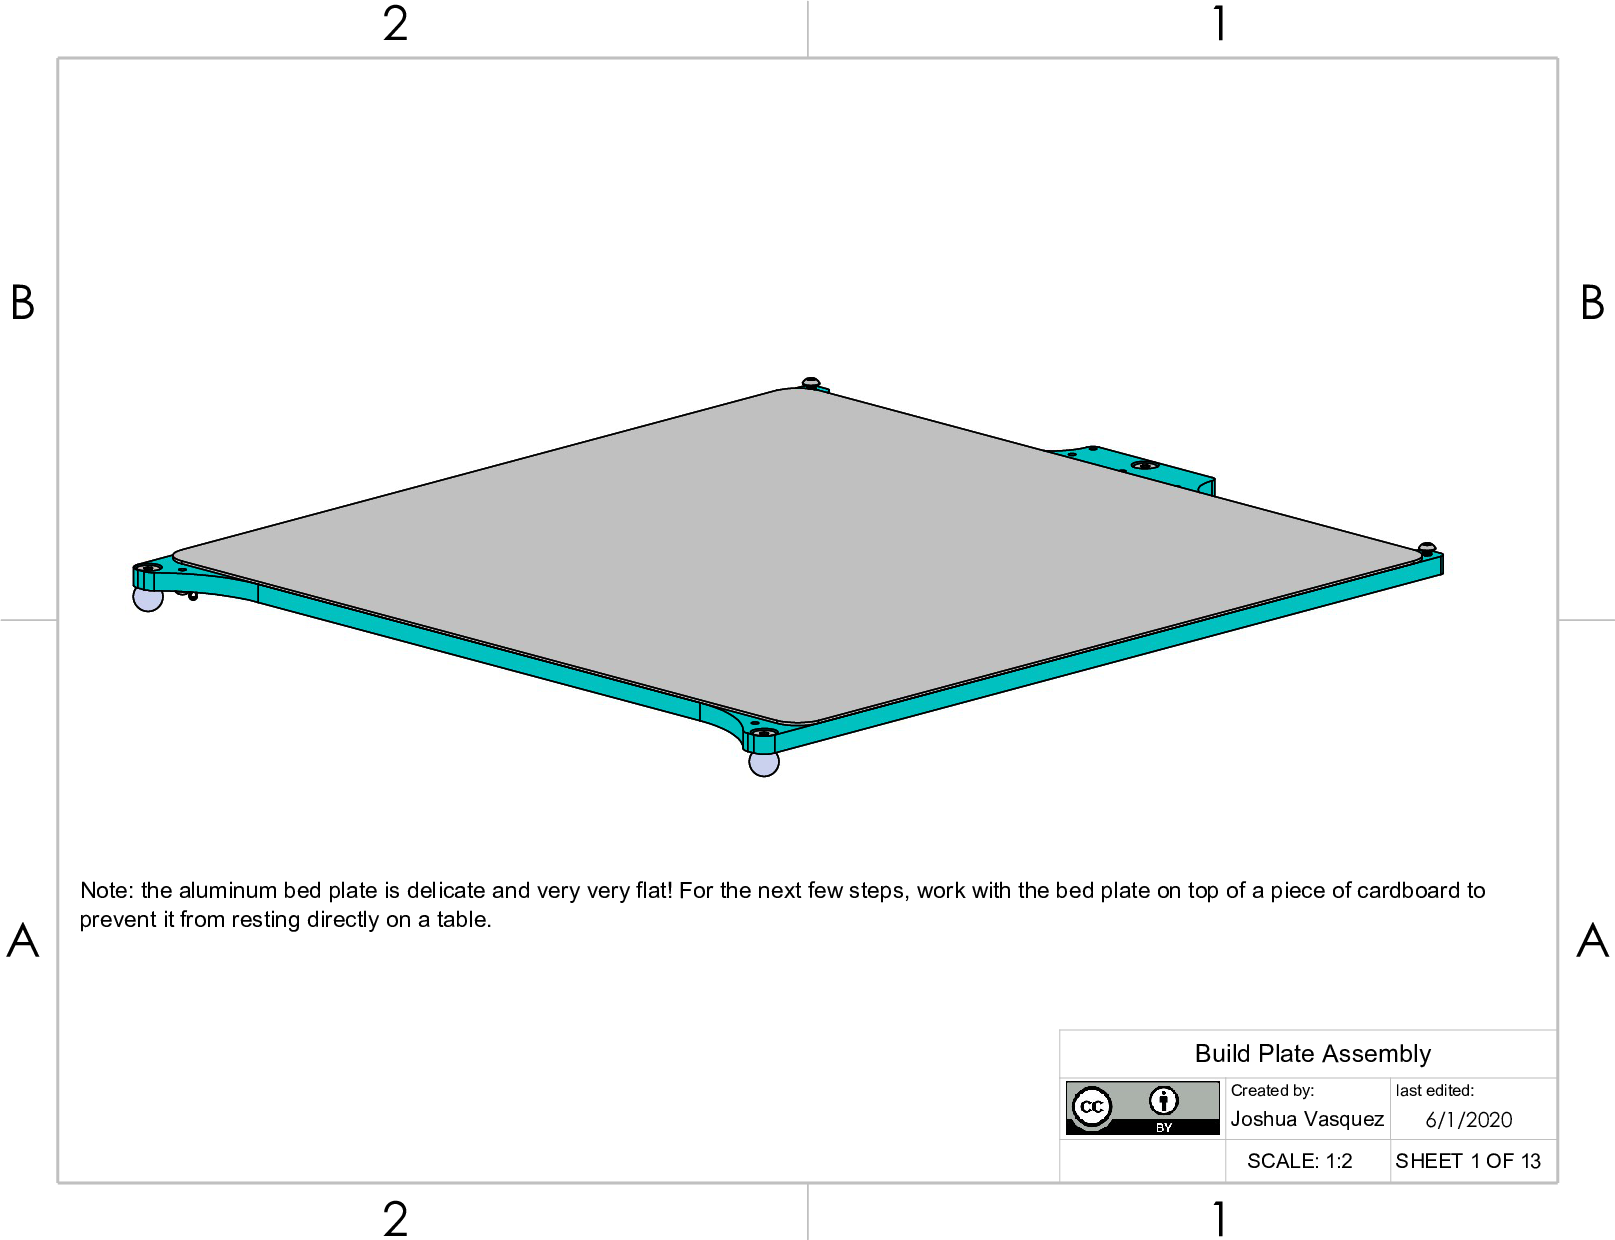 2 1
B B
Note: the aluminum bed plate is delicate and very very flat! For the next few steps, work with the bed plate on top of a piece of cardboard to
prevent it from resting directly on a table.
A A
Build Plate Assembly
CC BY
Created by:
Joshua Vasquez
last edited:
6/1/2020
SCALE: 1:2
SHEET 1 OF 13
2 1